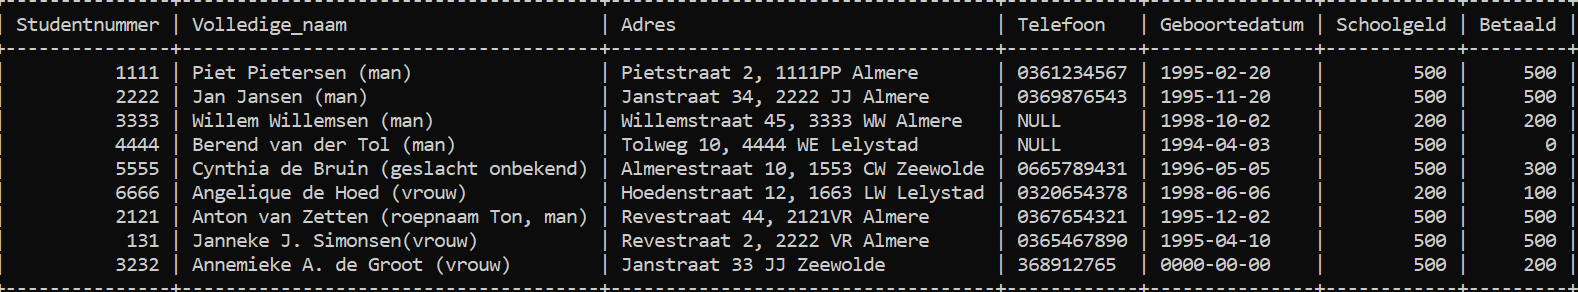 | Studentnummer | Volledige_naam | Adres | Telefoon | Geboortedatum | Schoolgeld | Betaald |
| 1111 | Piet Pietersen (man) | Pietstraat 2, 1111PP Almere | 0361234567 | 1995-02-20 | 500 | 500 |
| 2222 | Jan Jansen (man) | Janstraat 34, 2222 JJ Almere | 0369876543 | 1995-11-20 | 500 | 500 |
| 3333 | Willem Willemsen (man) | Willemstraat 45, 3333 WW Almere | NULL | 1998-10-02 | 200 | 200 |
| 4444 | Berend van der Tol (man) | Tolweg 10, 4444 WE Lelystad | NULL | 1994-04-03 | 500 | 0 |
| 5555 | Cynthia de Bruin (geslacht onbekend) | Almerestraat 10, 1553 CW Zeewolde | 0665789431 | 1996-05-05 | 500 | 300 |
| 6666 | Angelique de Hoed (vrouw) | Hoedenstraat 12, 1663 LW Lelystad | 0320654378 | 1998-06-06 | 200 | 100 |
| 2121 | Anton van Zetten (roepnaam Ton, man) | Revestraat 44, 2121VR Almere | 0367654321 | 1995-12-02 | 500 | 500 |
| 131 | Janneke J. Simonsen(vrouw) | Revestraat 2, 2222 VR Almere | 0365467890 | 1995-04-10 | 500 | 500 |
| 3232 | Annemieke A. de Groot (vrouw) | Janstraat 33 JJ Zeewolde | 368912765 | 0000-00-00 | 500 | 200 |